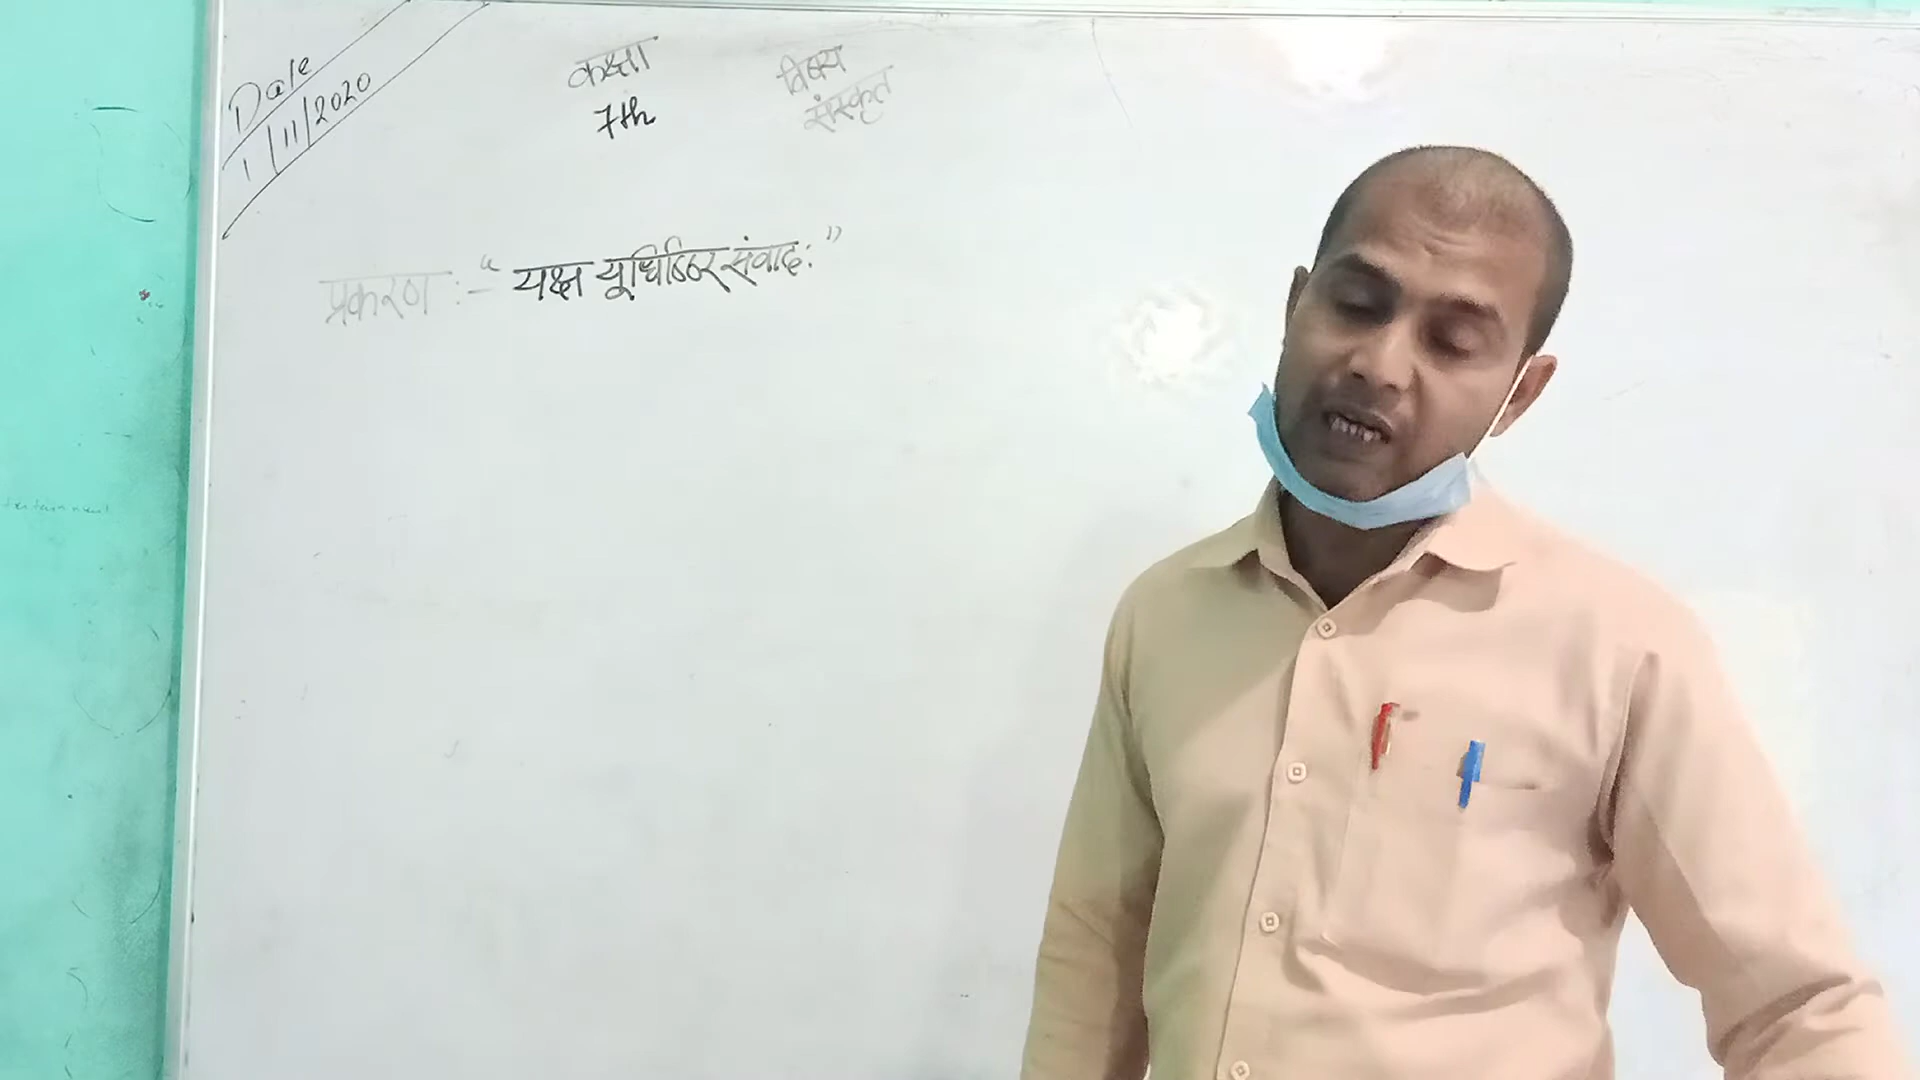 Date
1/11/2020
कक्षा
7th
विषय
संस्कृत
प्रकरण :- “ यक्ष यूधिष्ठिर संवाद: ”